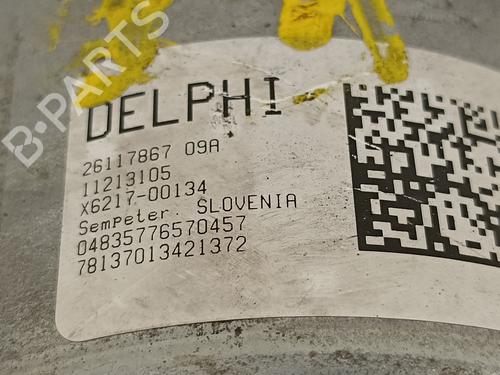 B-PARTS
DELPHI
26117867 09A
11213105
X6217-00134
SemPeter. SLOVENIA
04835776570457
78137013421372